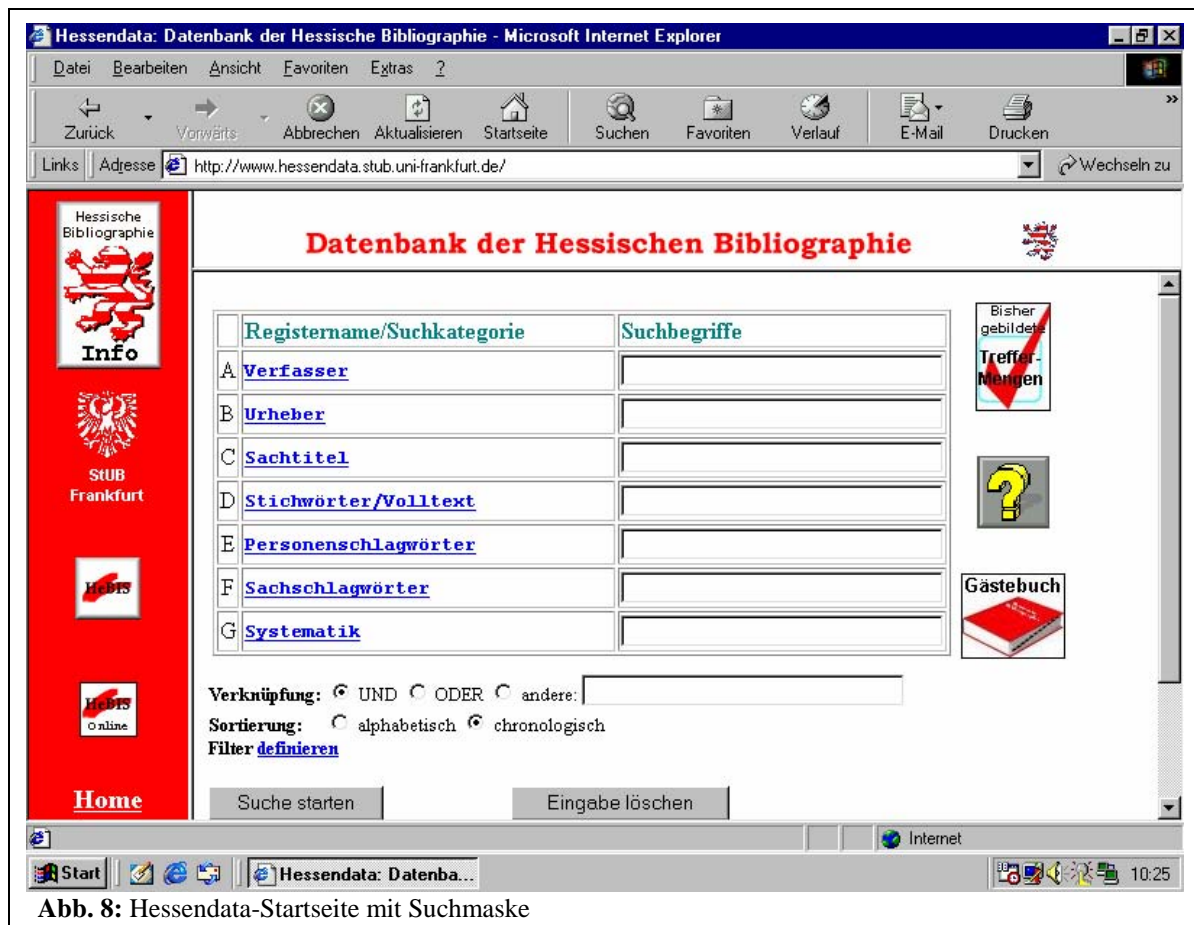 Hessendata: Datenbank der Hessische Bibliographie - Microsoft Internet Explorer
Datei Bearbeiten Ansicht Favoriten Extras ?
Zurück Vorwärts Abbrechen Aktualisieren Startseite Suchen Favoriten Verlauf E-Mail Drucken »
Links Adresse http://www.hessendata.stub.uni-frankfurt.de/ Wechseln zu
Hessische
Bibliographie
Info
StUB
Frankfurt
HeBIS
HeBIS
Online
Home
Datenbank der Hessischen Bibliographie
Registername/Suchkategorie Suchbegriffe
A Verfasser
B Urheber
C Sachtitel
D Stichwörter/Volltext
E Personenschlagwörter
F Sachschlagwörter
G Systematik
Verknüpfung: UND ODER andere:
Sortierung: alphabetisch chronologisch
Filter definieren
Suche starten Eingabe löschen
Bisher
gebildete
Treffer-
Mengen
?
Gästebuch
Internet
Start Hessendata: Datenba... 10:25
Abb. 8: Hessendata-Startseite mit Suchmaske